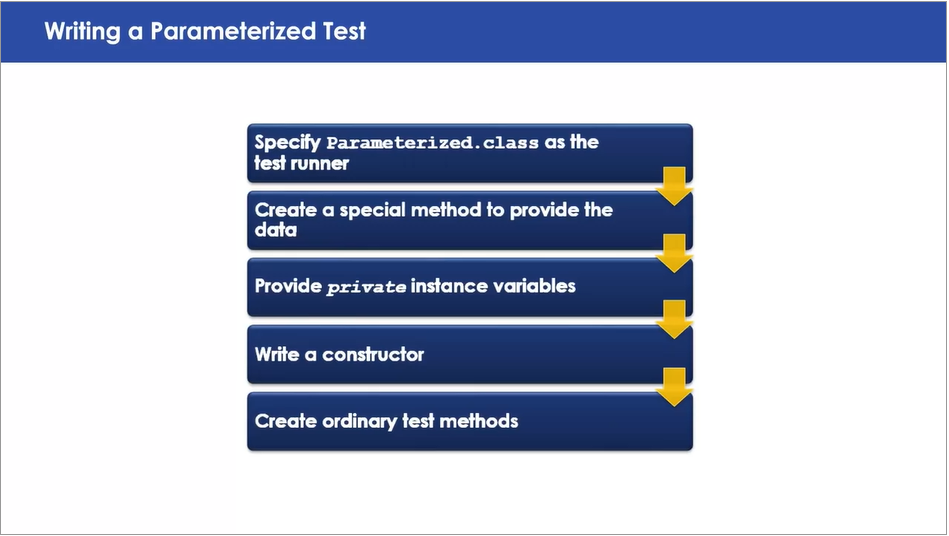 Writing a Parameterized Test
Specify Parameterized.class as the
test runner
Create a special method to provide the
data
Provide private instance variables
Write a constructor
Create ordinary test methods